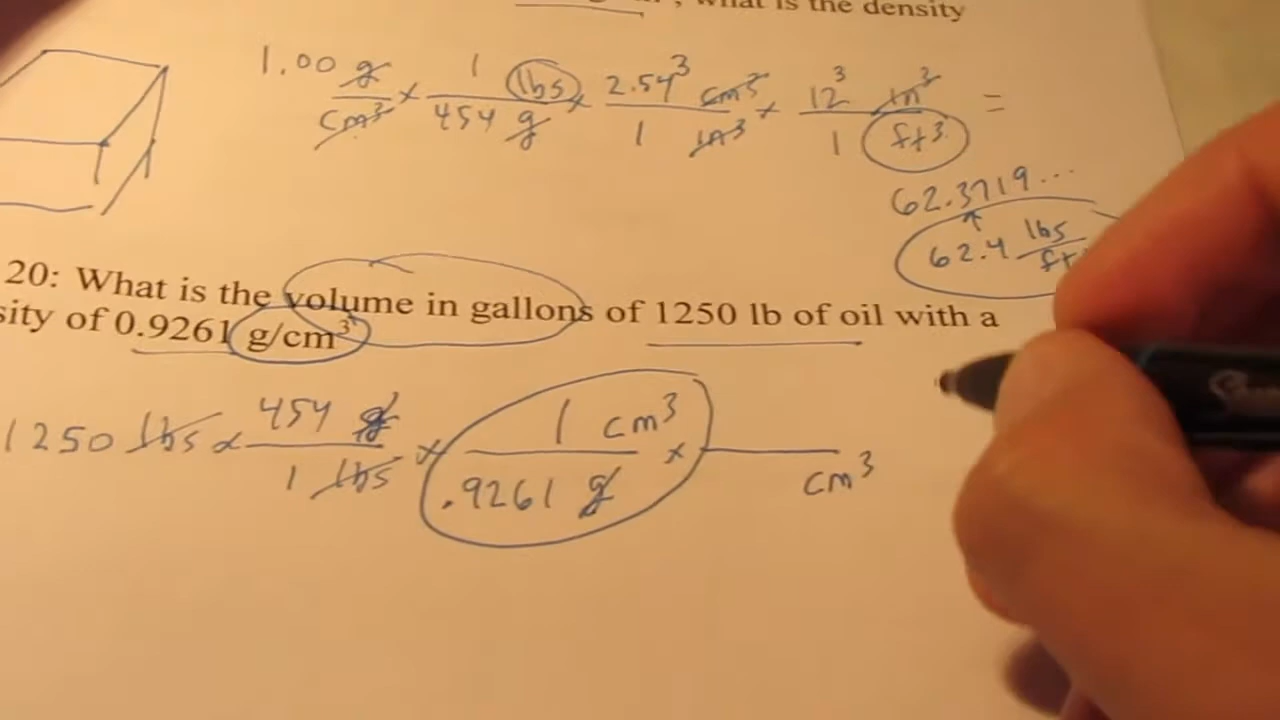 what is the density
1.00 g/cm³ × 1 lbs/454 g × 2.54³ cm³/1 in³ × 12³ in³/1 ft³ =
62.3719...
62.4 lbs/ft
20: What is the volume in gallons of 1250 lb of oil with a
sity of 0.9261 g/cm³
1250 lbs × 454 g/1 lbs × 1 cm³/.9261 g × /cm³